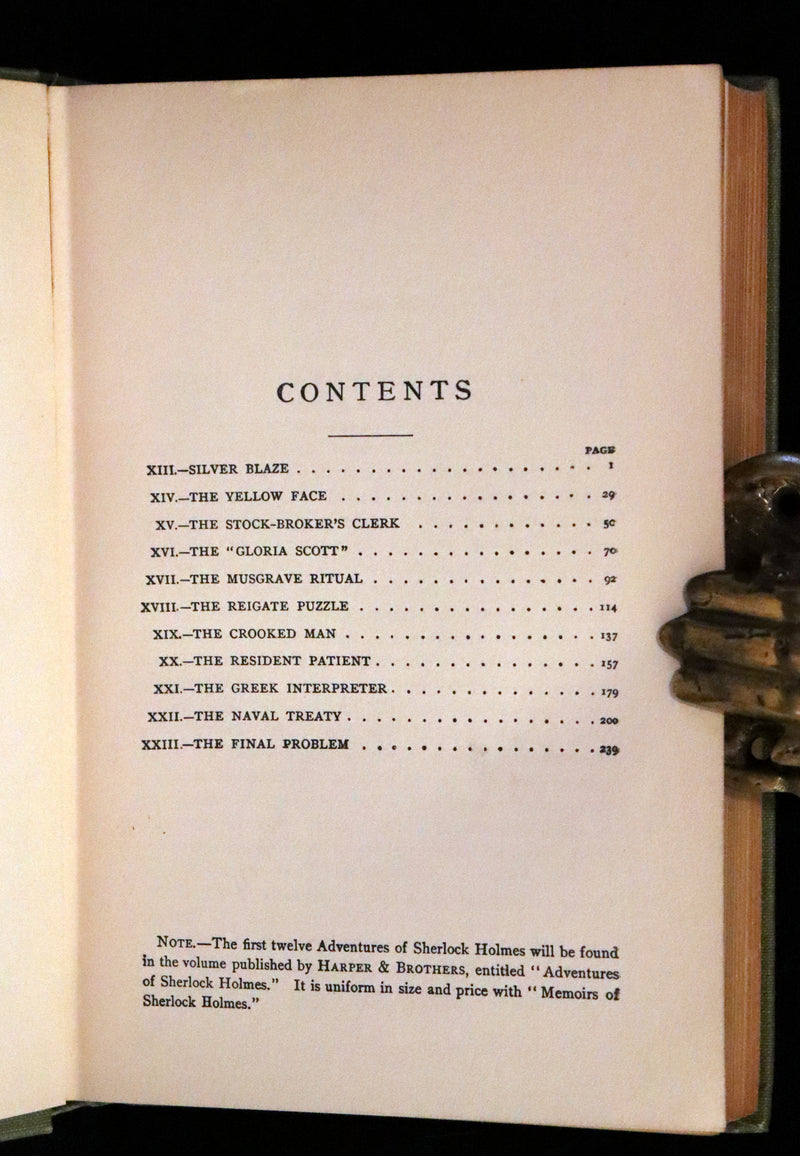 CONTENTS
PAGE
XIII.—SILVER BLAZE . . . . . . . . . . . . . . . . . . . . . 1
XIV.—THE YELLOW FACE . . . . . . . . . . . . . . . . . . 29
XV.—THE STOCK-BROKER'S CLERK . . . . . . . . . . . . 50
XVI.—THE "GLORIA SCOTT" . . . . . . . . . . . . . . . . . 70
XVII.—THE MUSGRAVE RITUAL . . . . . . . . . . . . . . . . 92
XVIII.—THE REIGATE PUZZLE . . . . . . . . . . . . . . . . . 114
XIX.—THE CROOKED MAN . . . . . . . . . . . . . . . . . . 137
XX.—THE RESIDENT PATIENT . . . . . . . . . . . . . . . . 157
XXI.—THE GREEK INTERPRETER . . . . . . . . . . . . . . . 179
XXII.—THE NAVAL TREATY . . . . . . . . . . . . . . . . . . 200
XXIII.—THE FINAL PROBLEM . . . . . . . . . . . . . . . . . 239
NOTE.—The first twelve Adventures of Sherlock Holmes will be found
in the volume published by HARPER & BROTHERS, entitled "Adventures
of Sherlock Holmes." It is uniform in size and price with "Memoirs of
Sherlock Holmes."